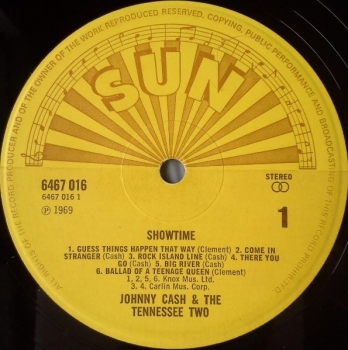 ALL RIGHTS OF THE RECORD PRODUCER AND OF THE OWNER OF THE WORK REPRODUCED RESERVED. COPYING, PUBLIC PERFORMANCE AND BROADCASTING OF THIS RECORD
SUN
6467 016
6467 016 1
℗ 1969
STEREO
1
SHOWTIME
1. GUESS THINGS HAPPEN THAT WAY (Clement) 2. COME IN
STRANGER (Cash) 3. ROCK ISLAND LINE (Cash) 4. THERE YOU
GO (Cash) 5. BIG RIVER (Cash)
6. BALLAD OF A TEENAGE QUEEN (Clement)
1, 2, 5, 6. Knox Mus. Ltd.
3, 4. Carlin Mus. Corp.
JOHNNY CASH & THE
TENNESSEE TWO